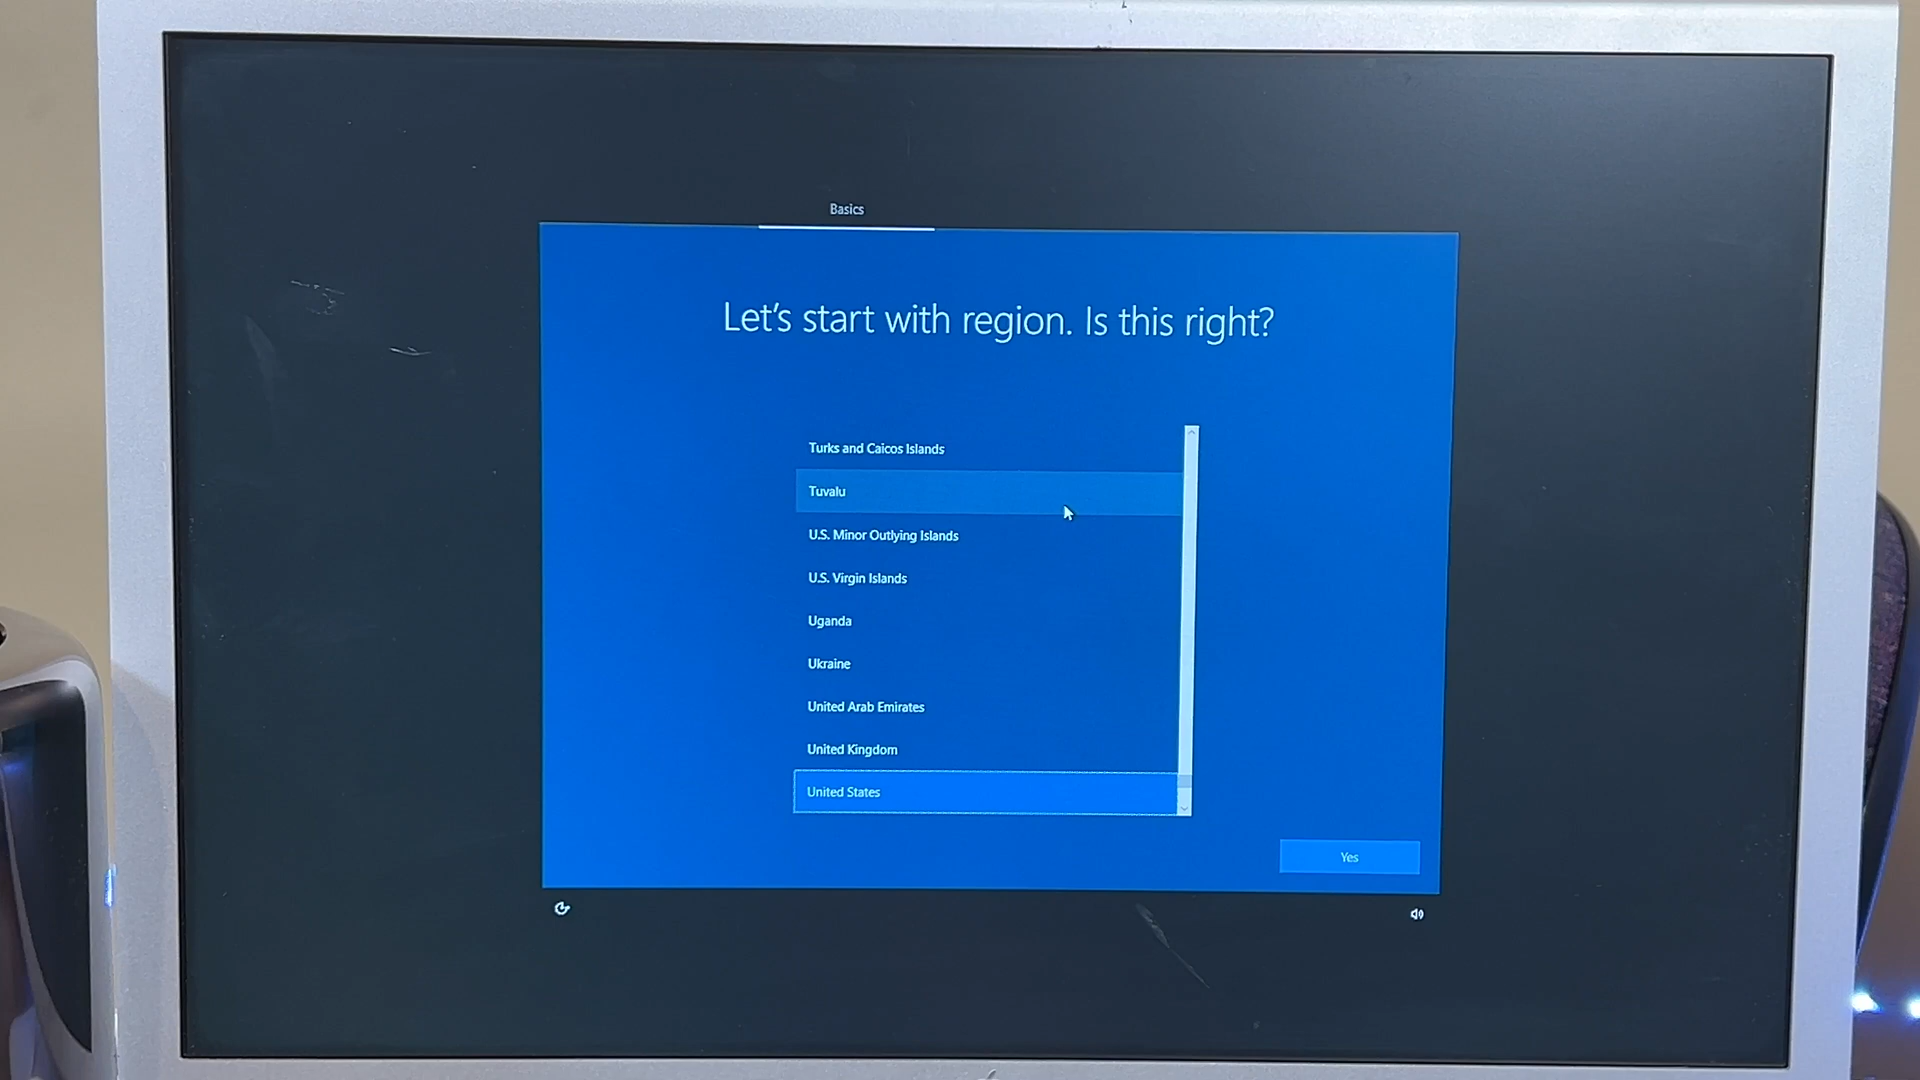 Basics
Let's start with region. Is this right?
Turks and Caicos Islands
Tuvalu
U.S. Minor Outlying Islands
U.S. Virgin Islands
Uganda
Ukraine
United Arab Emirates
United Kingdom
United States
Yes